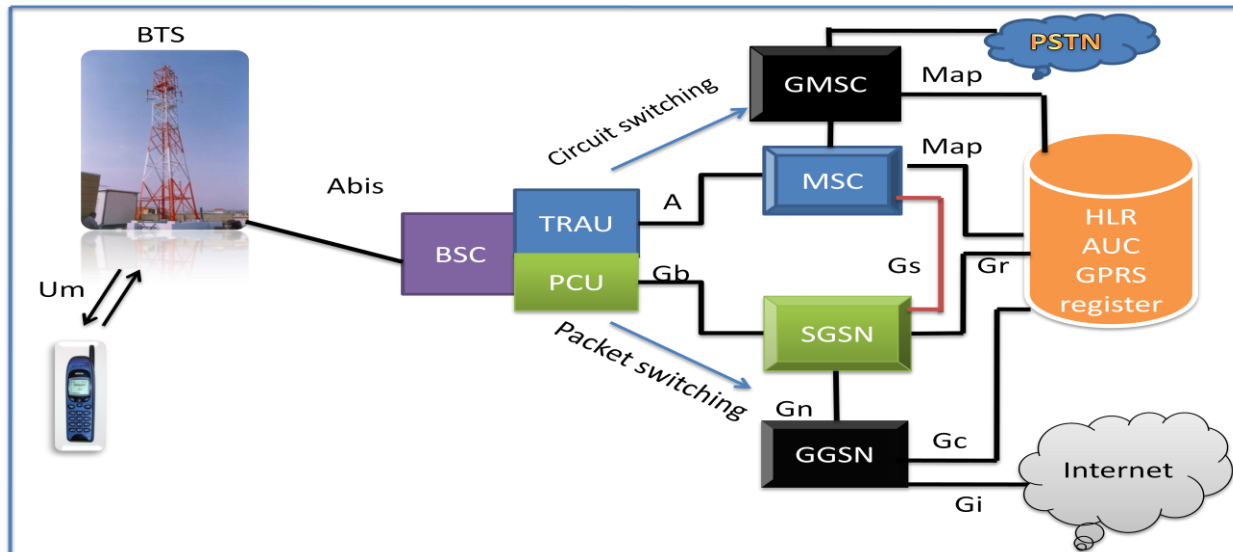 BTS
PSTN
GMSC
Map
Circuit switching
Map
MSC
Abis
A
TRAU
HLR
AUC
GPRS
register
BSC
Gb
Gs
Gr
PCU
Um
SGSN
Packet switching
Gn
GGSN
Gc
Internet
Gi